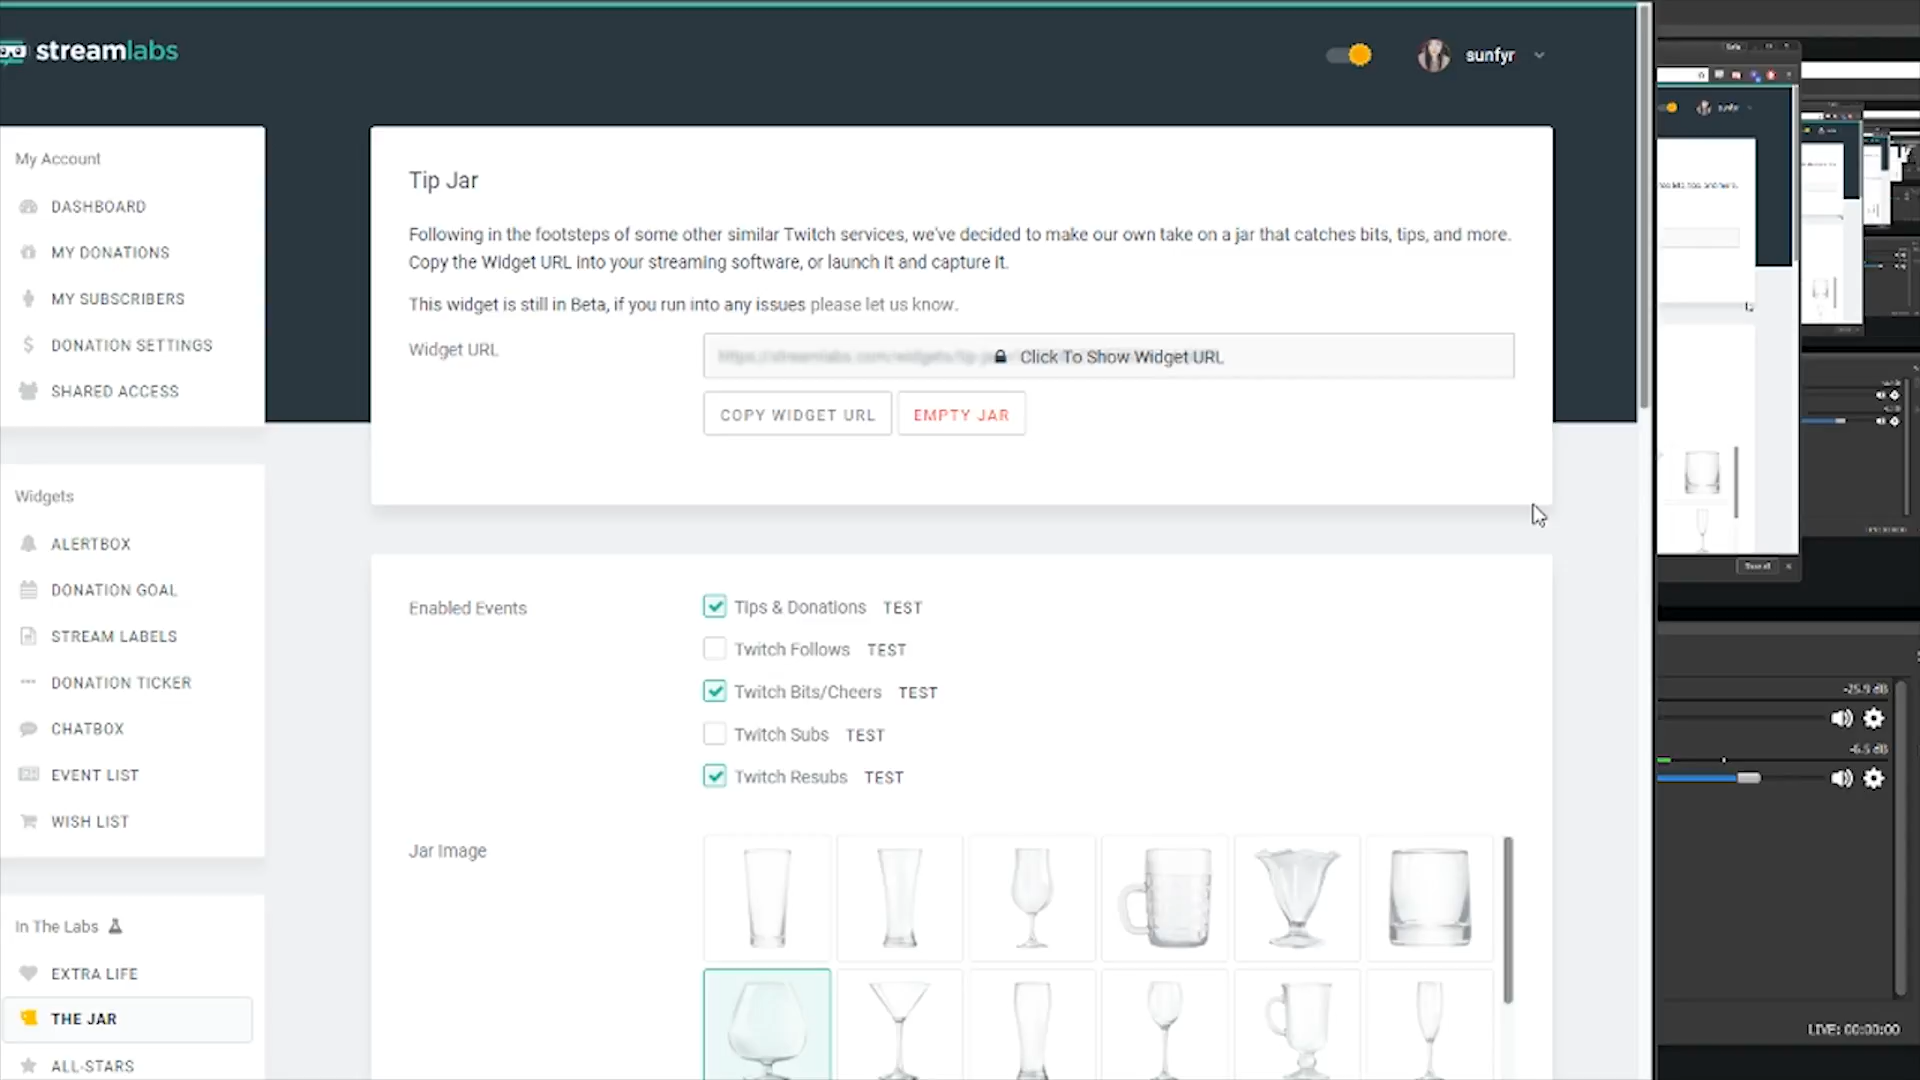 streamlabs
sunfyr
My Account
DASHBOARD
MY DONATIONS
MY SUBSCRIBERS
DONATION SETTINGS
SHARED ACCESS
Widgets
ALERTBOX
DONATION GOAL
STREAM LABELS
DONATION TICKER
CHATBOX
EVENT LIST
WISH LIST
In The Labs
EXTRA LIFE
THE JAR
ALL-STARS
Tip Jar
Following in the footsteps of some other similar Twitch services, we've decided to make our own take on a jar that catches bits, tips, and more.
Copy the Widget URL into your streaming software, or launch it and capture it.
This widget is still in Beta, if you run into any issues please let us know.
Widget URL
Click To Show Widget URL
COPY WIDGET URL
EMPTY JAR
Enabled Events
Tips & Donations TEST
Twitch Follows TEST
Twitch Bits/Cheers TEST
Twitch Subs TEST
Twitch Resubs TEST
Jar Image
sunfyr
Show all
-25.9 dB
-6.5 dB
LIVE: 00:00:00